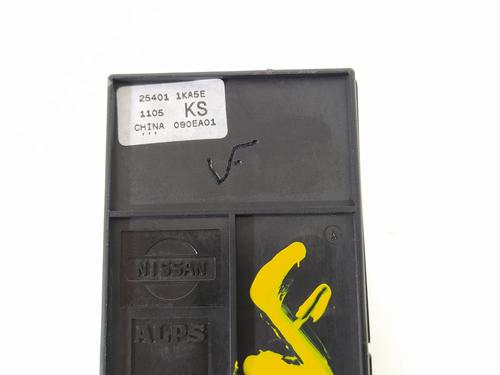 25401 1KA5E
1105 KS
CHINA 090EA01
NISSAN
ALPS